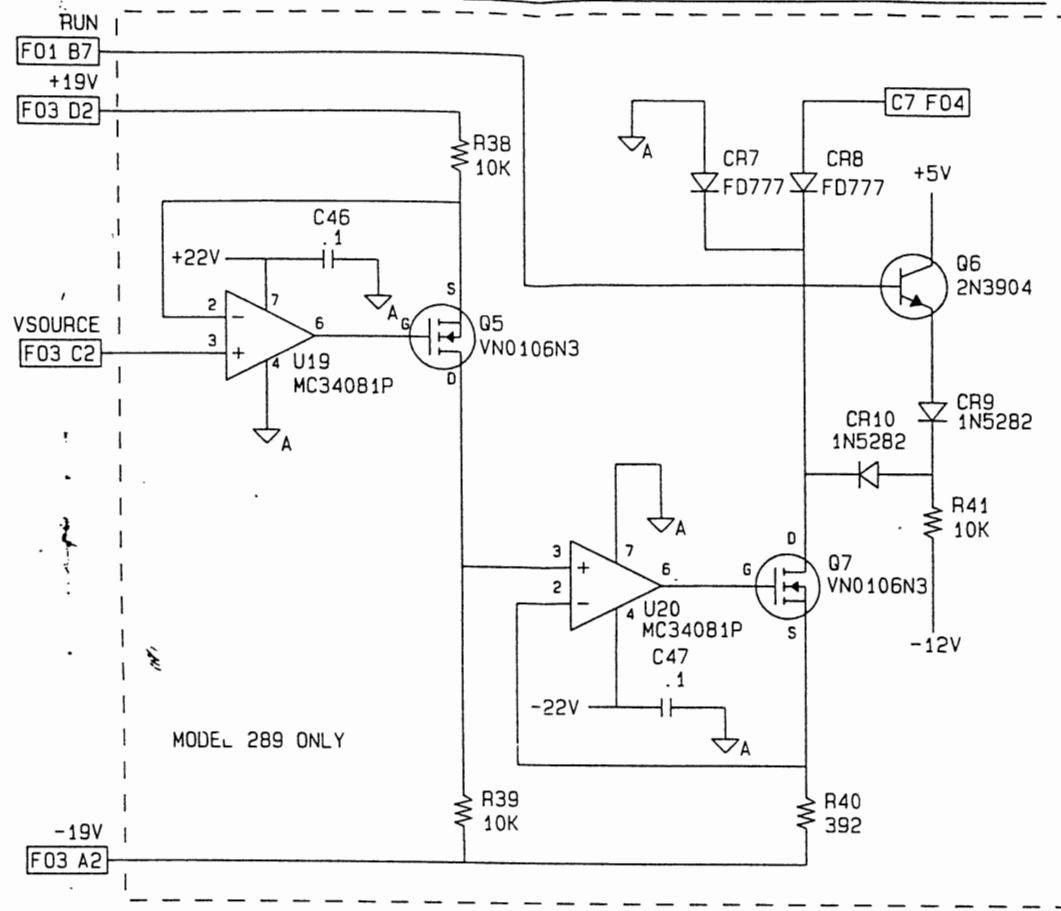 RUN
F01 B7
+19V
F03 D2
R38
10K
C7 F04
A
CR7
FD777
CR8
FD777
+5V
C46
.1
+22V
A
S
Q6
2N3904
2
7
6
G
Q5
VN0106N3
VSOURCE
F03 C2
3
4
U19
MC34081P
D
A
CR9
1N5282
CR10
1N5282
A
R41
10K
D
3
7
6
G
Q7
VN0106N3
2
4
U20
MC34081P
S
-12V
C47
.1
-22V
A
MODEL 289 ONLY
R39
10K
R40
392
-19V
F03 A2